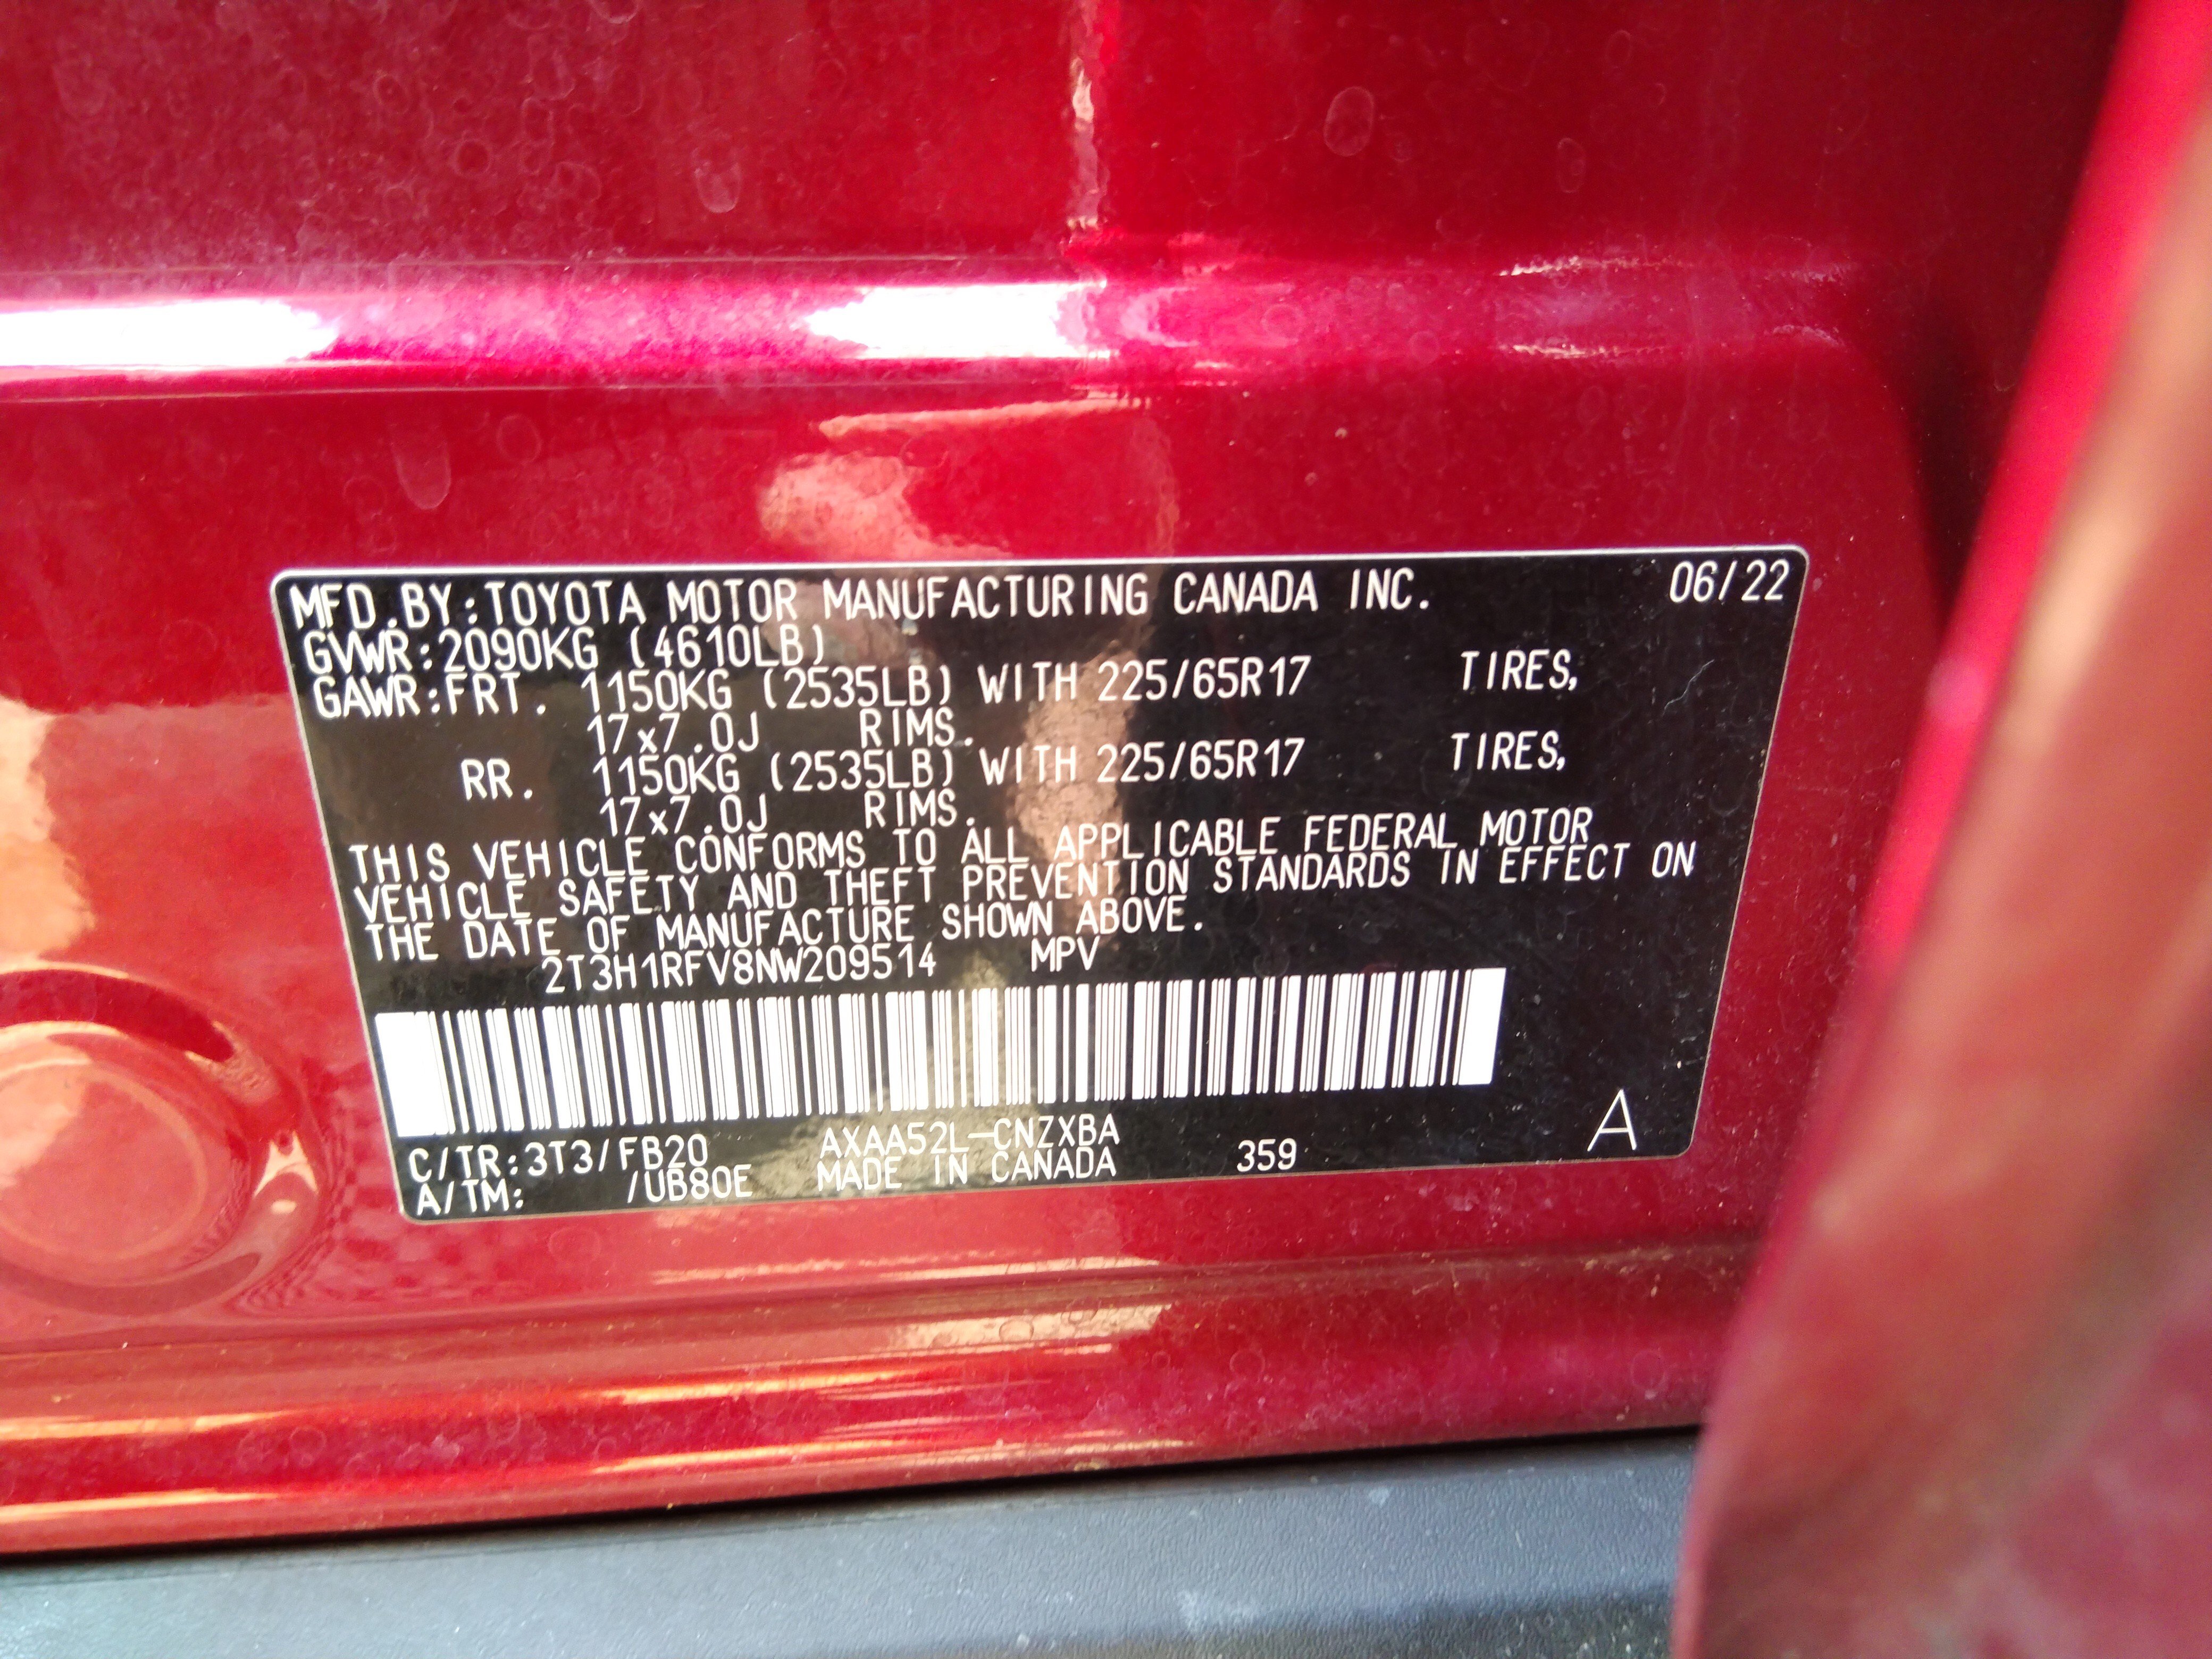 MFD.BY:TOYOTA MOTOR MANUFACTURING CANADA INC. 06/22
GVWR:2090KG (4610LB)
GAWR:FRT. 1150KG (2535LB) WITH 225/65R17 TIRES,
17x7.0J RIMS.
RR. 1150KG (2535LB) WITH 225/65R17 TIRES,
17x7.0J RIMS.
THIS VEHICLE CONFORMS TO ALL APPLICABLE FEDERAL MOTOR
VEHICLE SAFETY AND THEFT PREVENTION STANDARDS IN EFFECT ON
THE DATE OF MANUFACTURE SHOWN ABOVE.
2T3H1RFV8NW209514 MPV
C/TR:3T3/FB20 AXAA52L-CNZXBA 359 A
A/TM: /UB80E MADE IN CANADA